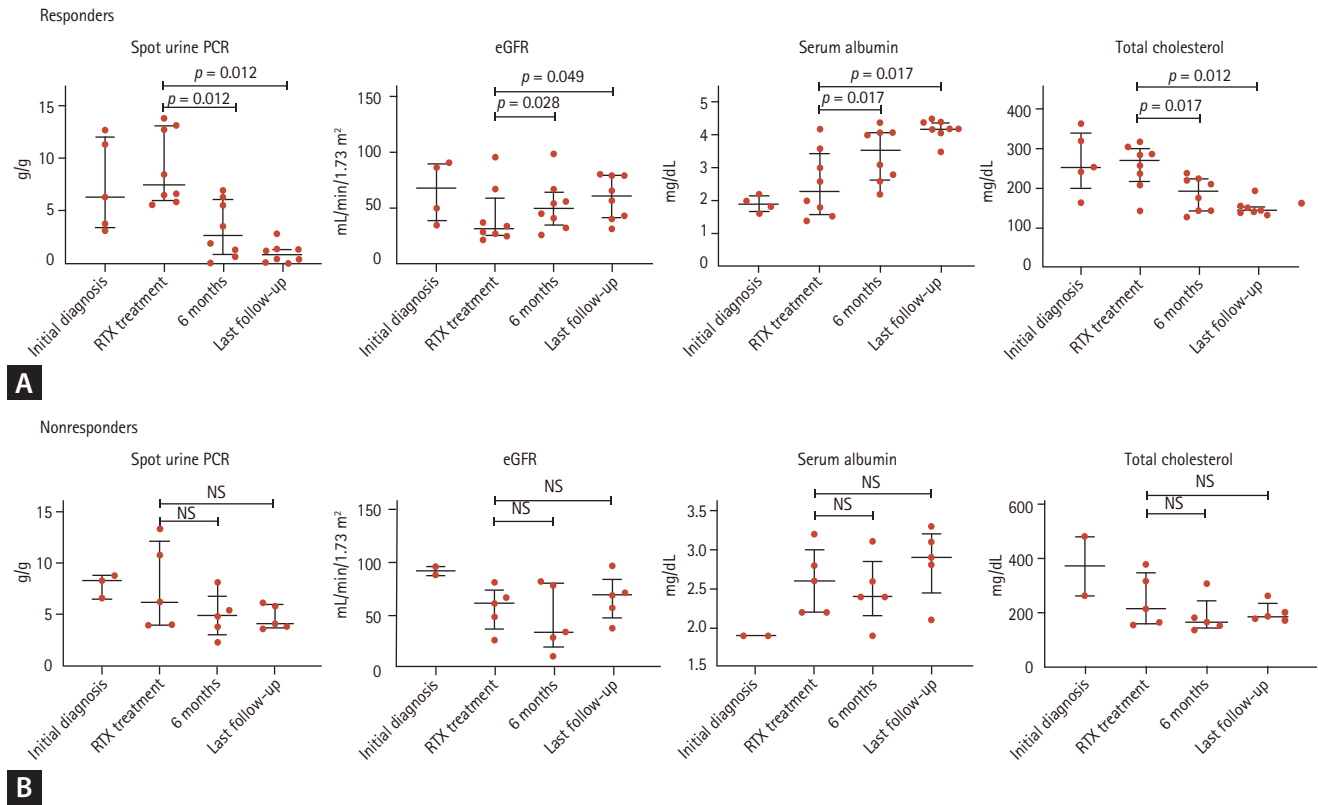 Responders
Spot urine PCR
p = 0.012
p = 0.012
15
10
5
0
g/g
Initial diagnosis
RTX treatment
6 months
Last follow-up
eGFR
p = 0.049
p = 0.028
150
100
50
0
mL/min/1.73 m²
Initial diagnosis
RTX treatment
6 months
Last follow-up
Serum albumin
p = 0.017
p = 0.017
5
4
3
2
1
0
mg/dL
Initial diagnosis
RTX treatment
6 months
Last follow-up
Total cholesterol
p = 0.012
p = 0.017
400
300
200
100
0
mg/dL
Initial diagnosis
RTX treatment
6 months
Last follow-up
A
Nonresponders
Spot urine PCR
NS
NS
15
10
5
0
g/g
Initial diagnosis
RTX treatment
6 months
Last follow-up
eGFR
NS
NS
150
100
50
0
mL/min/1.73 m²
Initial diagnosis
RTX treatment
6 months
Last follow-up
Serum albumin
NS
NS
3.5
3.0
2.5
2.0
1.5
mg/dL
Initial diagnosis
RTX treatment
6 months
Last follow-up
Total cholesterol
NS
NS
600
400
200
0
mg/dL
Initial diagnosis
RTX treatment
6 months
Last follow-up
B